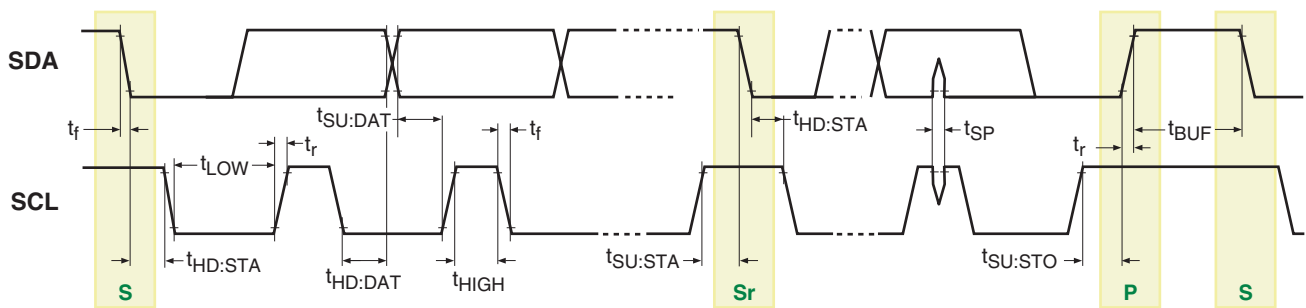 SDA
tf
tSU:DAT
tf
tHD:STA
tSP
tr
tBUF
tLOW
tr
SCL
tHD:STA
tHD:DAT
tHIGH
tSU:STA
tSU:STO
S
Sr
P
S